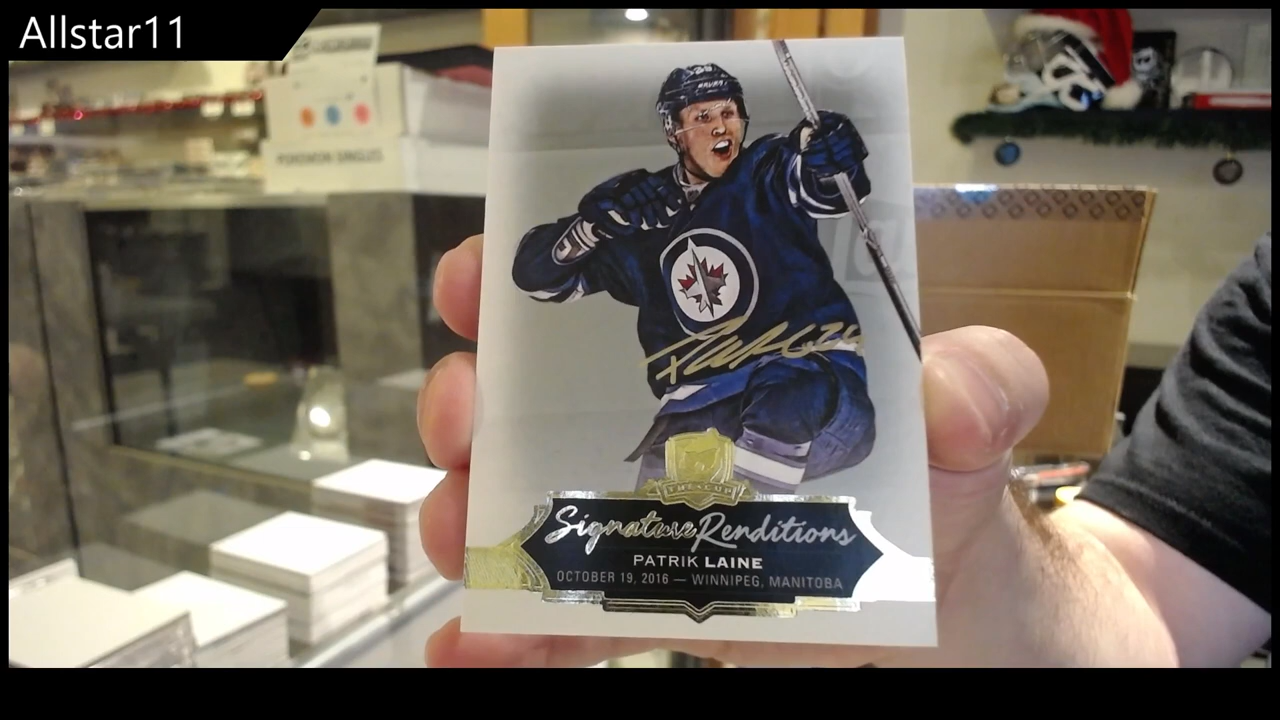 Allstar11
POKEMON SINGLES
THE CUP
Signature Renditions
PATRIK LAINE
OCTOBER 19, 2016 — WINNIPEG, MANITOBA